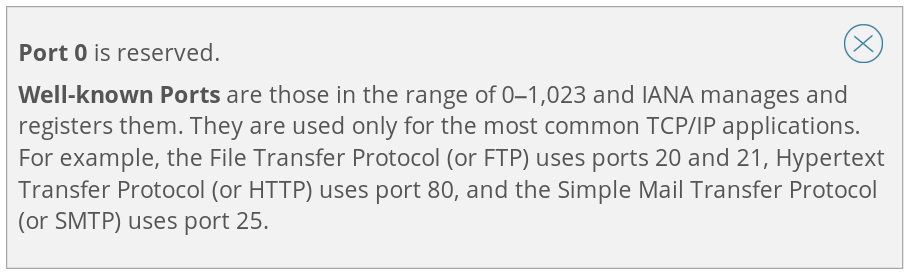 Port 0 is reserved.
Well-known Ports are those in the range of 0–1,023 and IANA manages and
registers them. They are used only for the most common TCP/IP applications.
For example, the File Transfer Protocol (or FTP) uses ports 20 and 21, Hypertext
Transfer Protocol (or HTTP) uses port 80, and the Simple Mail Transfer Protocol
(or SMTP) uses port 25.